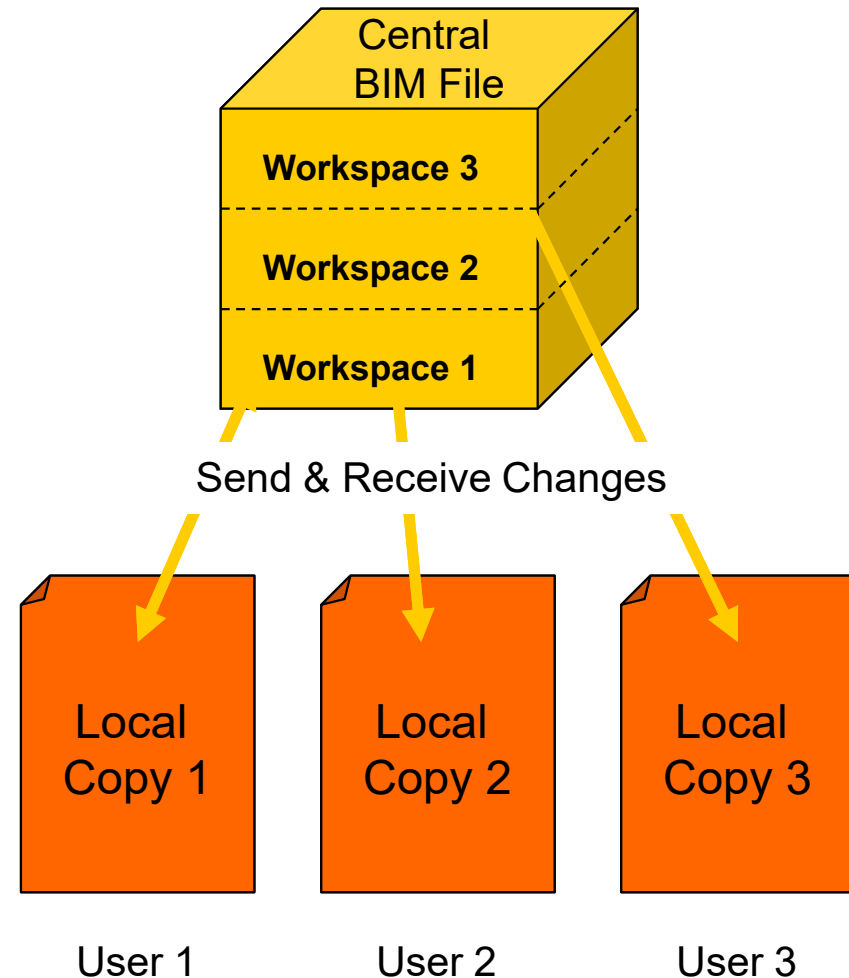 Central
BIM File
Workspace 3
Workspace 2
Workspace 1
Send & Receive Changes
Local
Copy 1
Local
Copy 2
Local
Copy 3
User 1
User 2
User 3